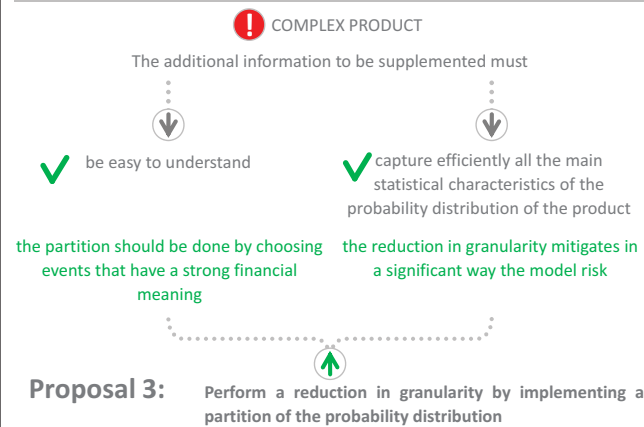 COMPLEX PRODUCT
The additional information to be supplemented must
be easy to understand
capture efficiently all the main
statistical characteristics of the
probability distribution of the product
the partition should be done by choosing
events that have a strong financial
meaning
the reduction in granularity mitigates in
a significant way the model risk
Proposal 3:
Perform a reduction in granularity by implementing a
partition of the probability distribution